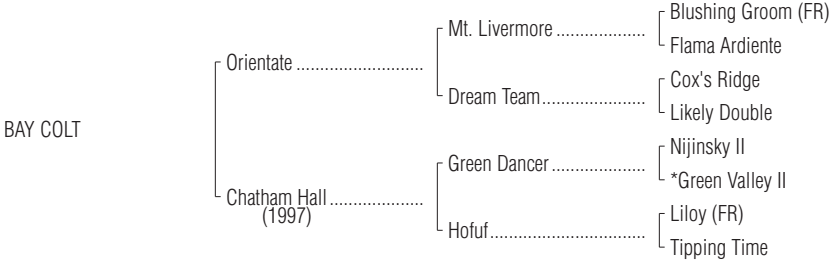 Blushing Groom (FR)
Mt. Livermore ....................
Flama Ardiente
Orientate ............................
Cox's Ridge
Dream Team.......................
Likely Double
BAY COLT
Nijinsky II
Green Dancer .....................
*Green Valley II
Chatham Hall .....................
(1997)
Liloy (FR)
Hofuf...................................
Tipping Time